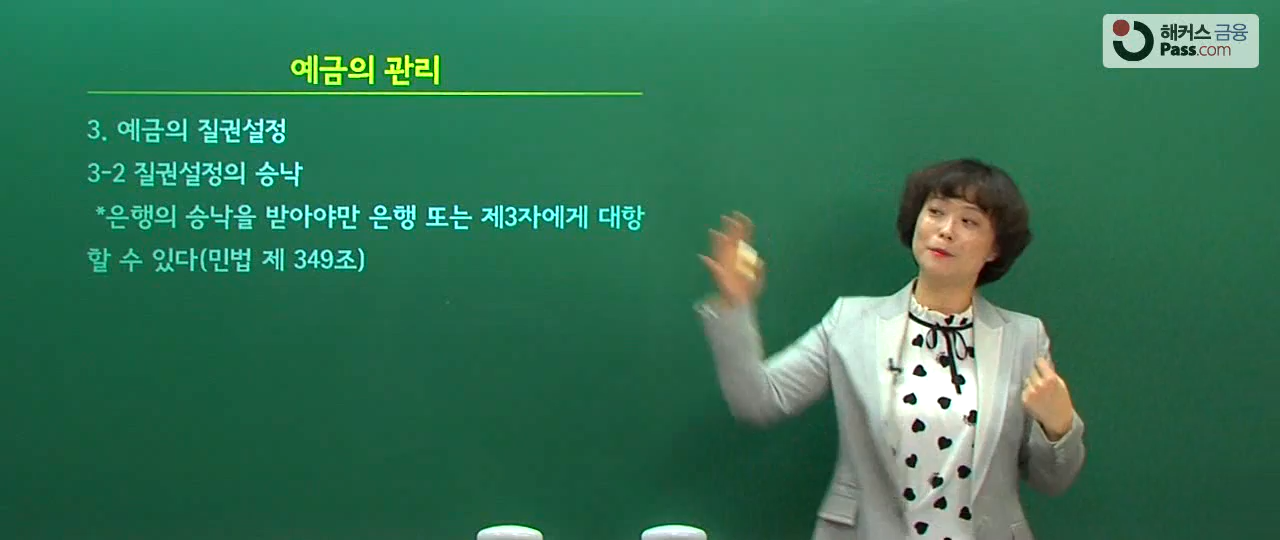 해커스 금융
Pass.com
예금의 관리
3. 예금의 질권설정
3-2 질권설정의 승낙
*은행의 승낙을 받아야만 은행 또는 제3자에게 대항
할 수 있다(민법 제 349조)